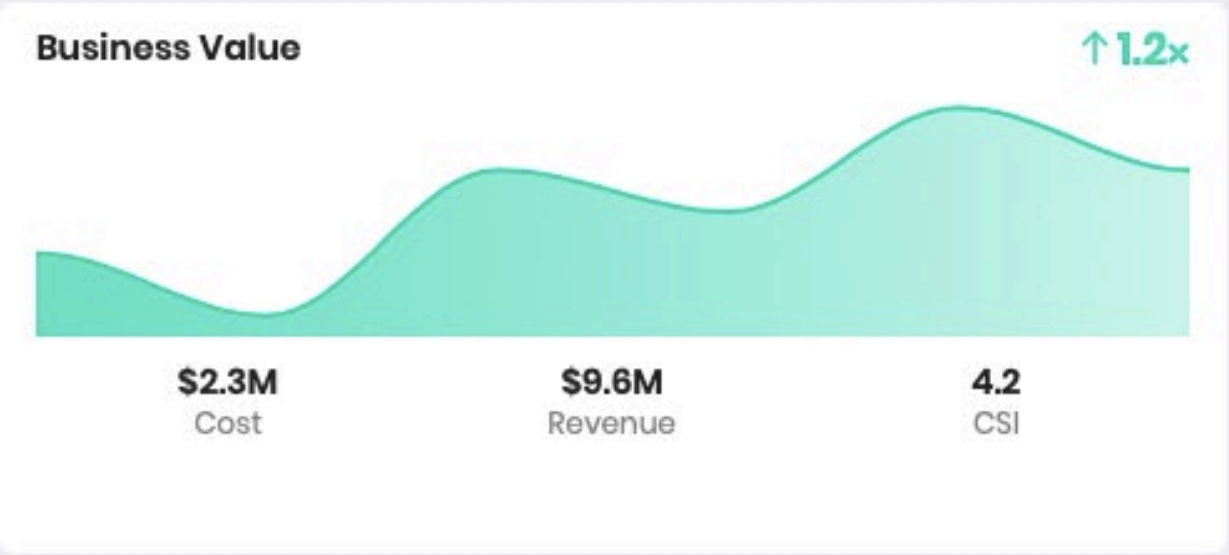 Business Value ↑1.2x
$2.3M $9.6M 4.2
Cost Revenue CSI